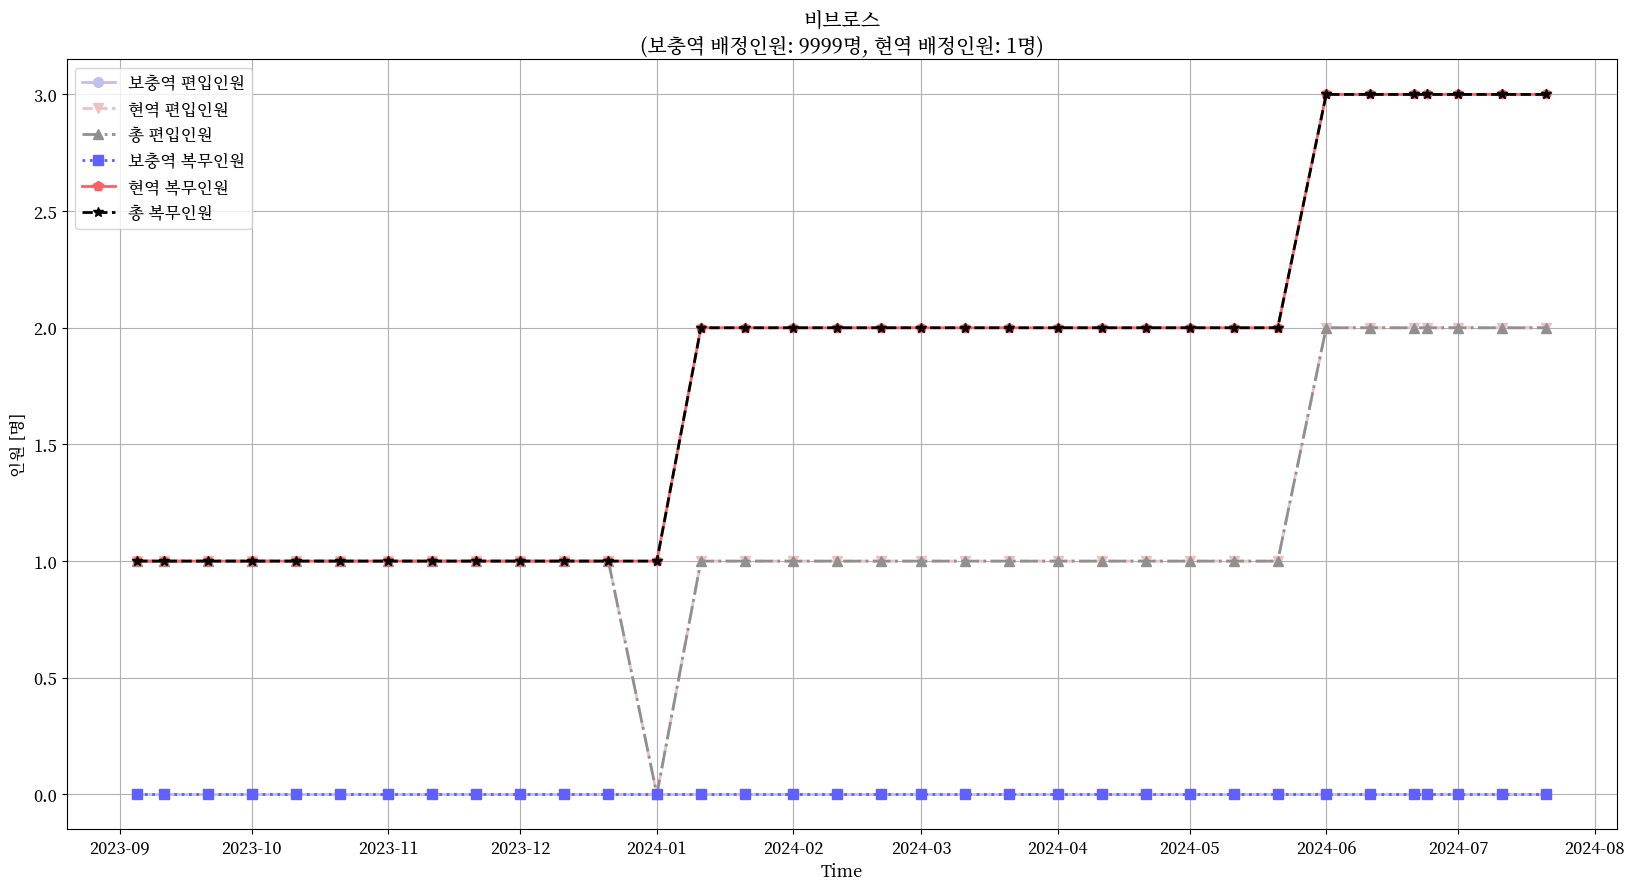 비브로스
(보충역 배정인원: 9999명, 현역 배정인원: 1명)
보충역 편입인원
현역 편입인원
총 편입인원
보충역 복무인원
현역 복무인원
총 복무인원
3.0
2.5
2.0
1.5
1.0
0.5
0.0
인원 [명]
2023-09 2023-10 2023-11 2023-12 2024-01 2024-02 2024-03 2024-04 2024-05 2024-06 2024-07 2024-08
Time